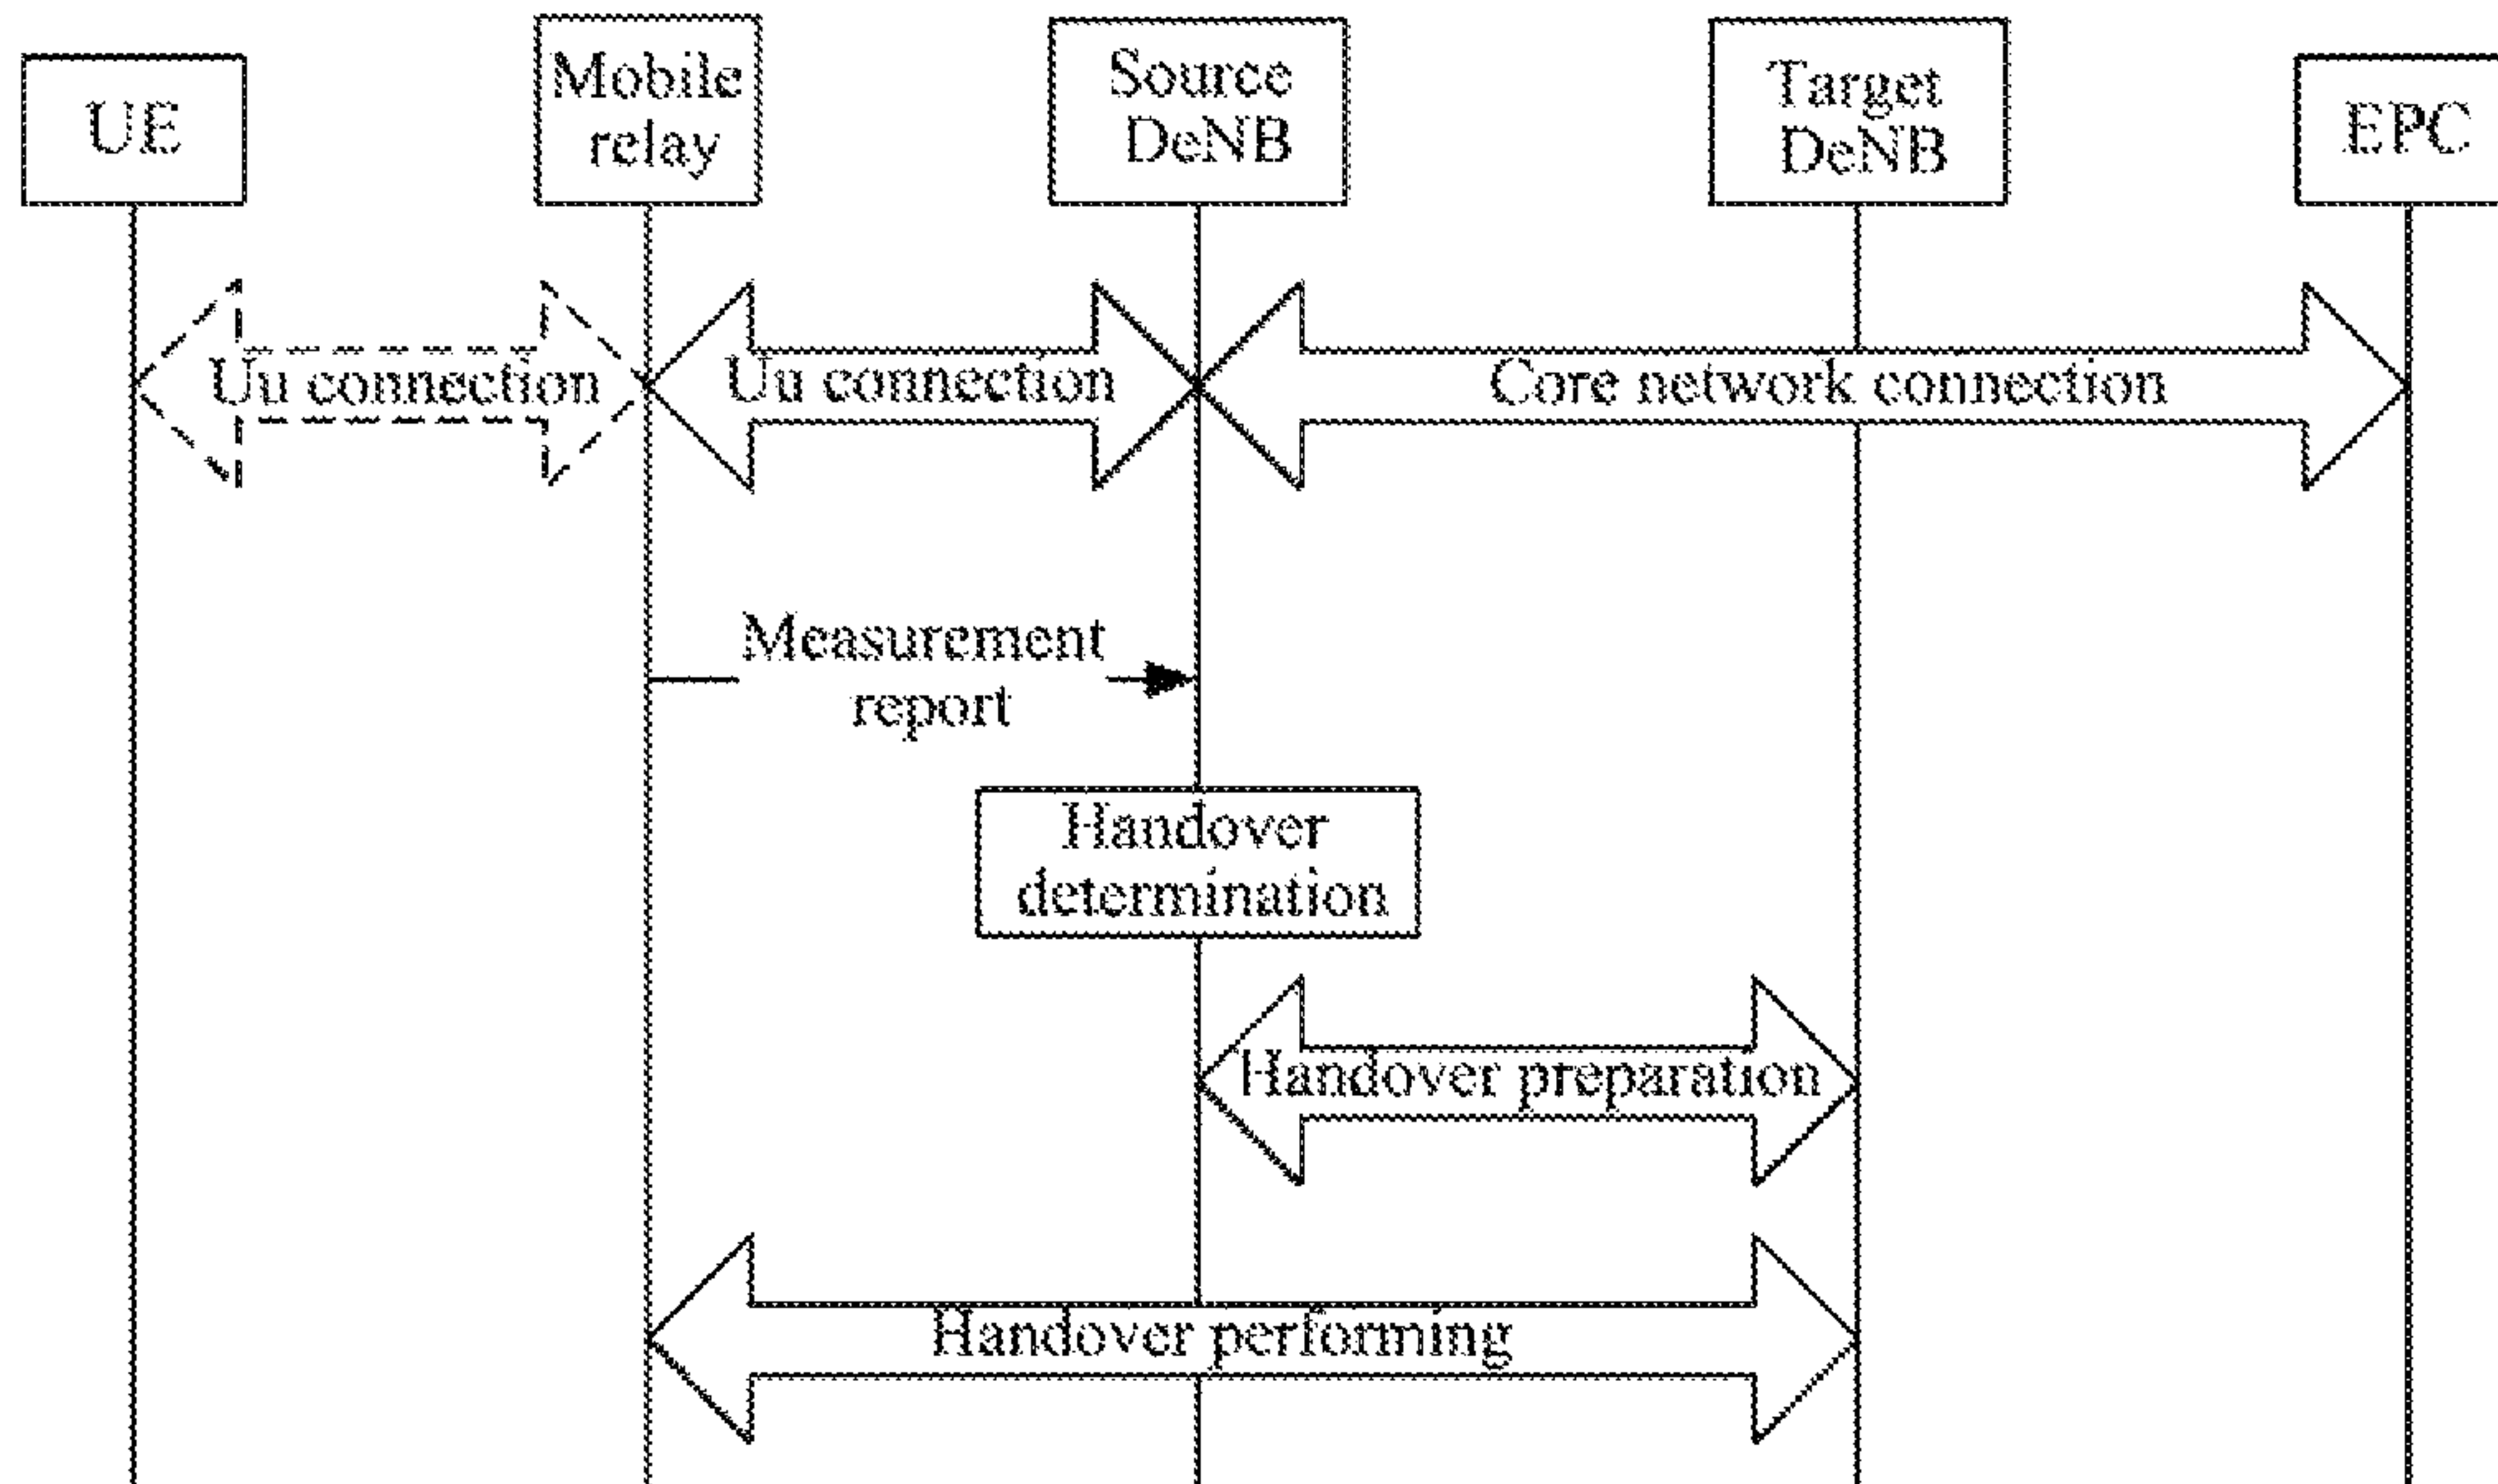 UE
Mobile
relay
Source
DeNB
Target
DeNB
EPC
Uu connection
Uu connection
Core network connection
Measurement
report
Handover
determination
Handover preparation
Handover performing